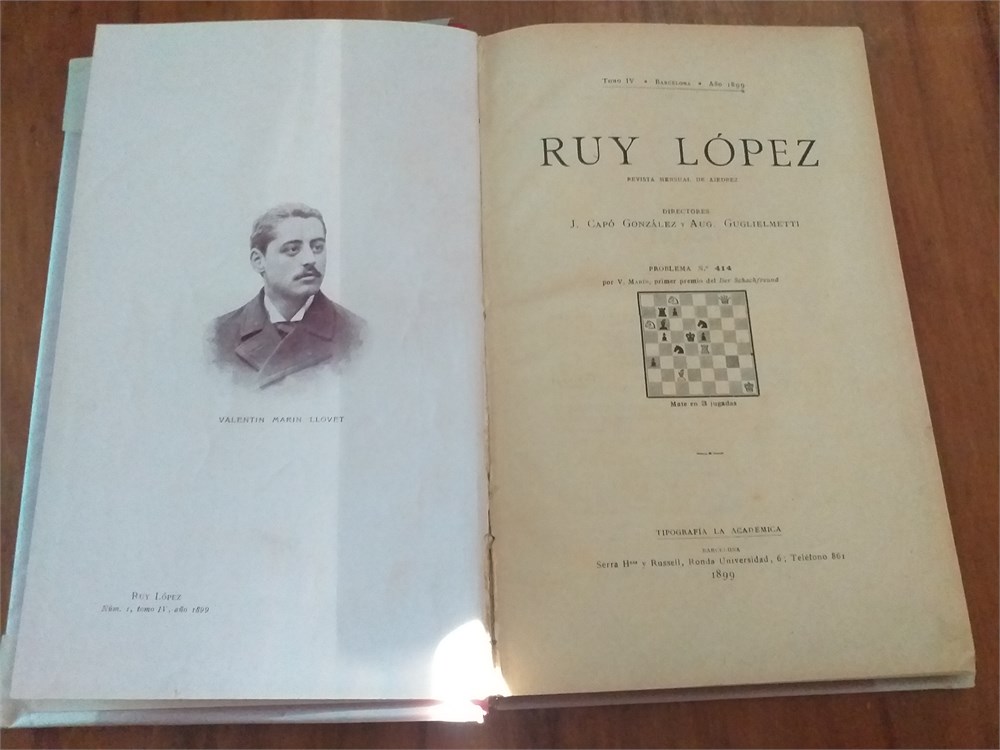 VALENTIN MARIN LLOVET
RUY LÓPEZ
Núm. 1, tomo IV, año 1899
TOMO IV • BARCELONA • AÑO 1899
RUY LÓPEZ
REVISTA MENSUAL DE AJEDREZ
DIRECTORES
J. CAPÓ GONZÁLEZ Y AUG. GUGLIELMETTI
PROBLEMA N.º 414
por V. MARÍN, primer premio del Der Schachfreund
Mate en 3 jugadas
TIPOGRAFÍA LA ACADÉMICA
BARCELONA
Serra Hnos y Russell, Ronda Universidad, 6; Teléfono 861
1899